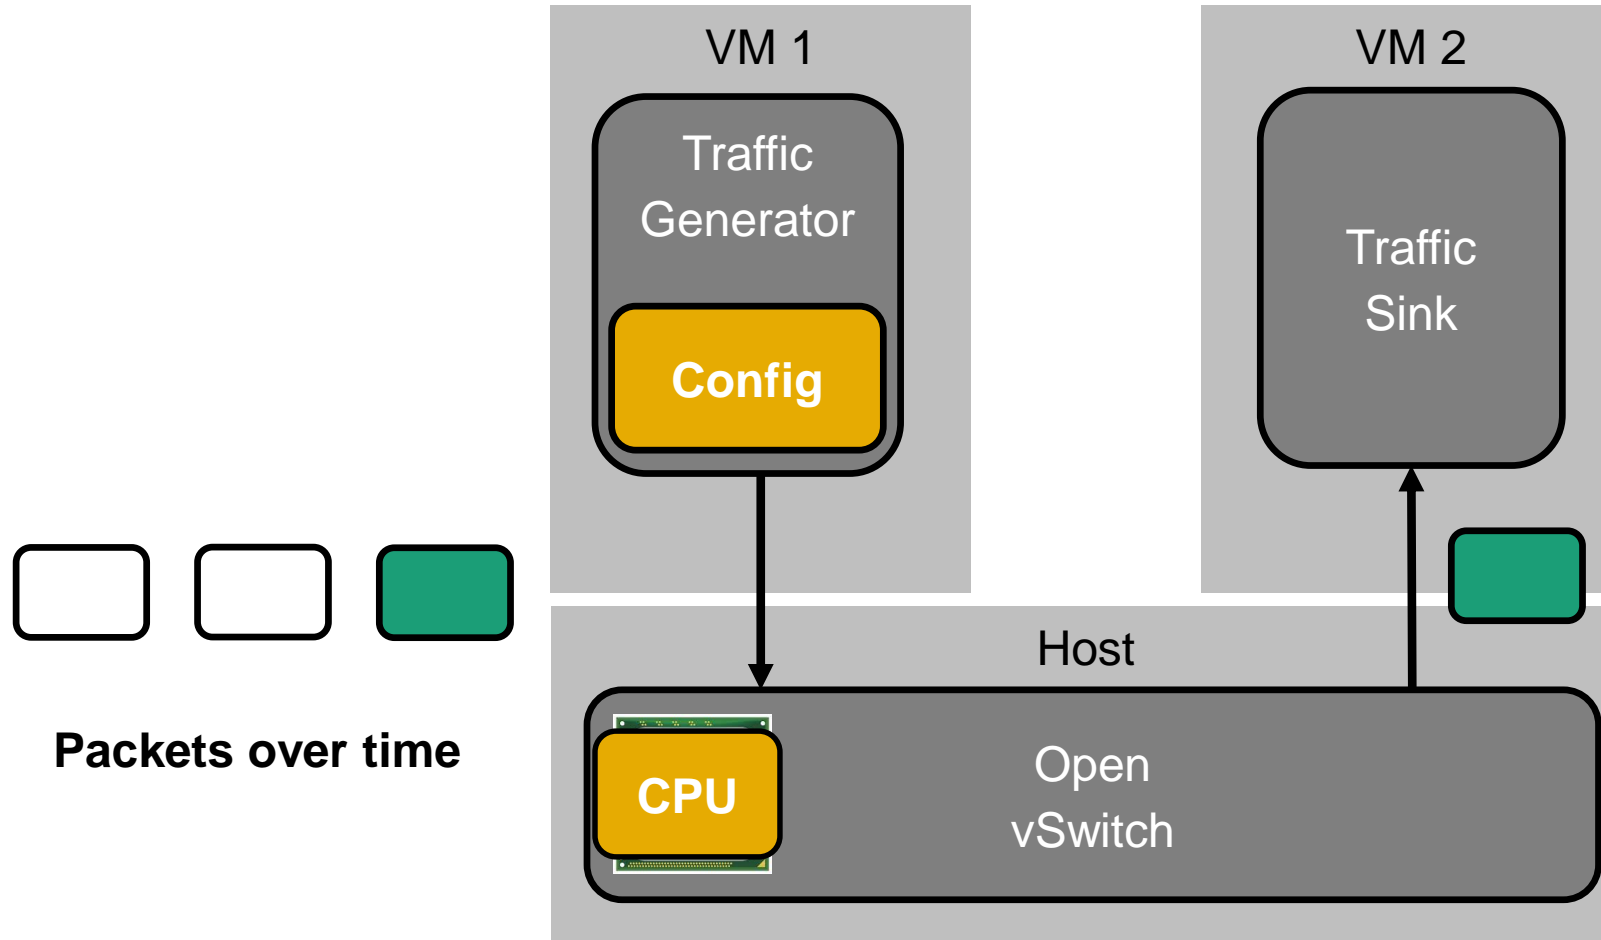 VM 1
Traffic
Generator
Config
VM 2
Traffic
Sink
Packets over time
Host
CPU
Open
vSwitch